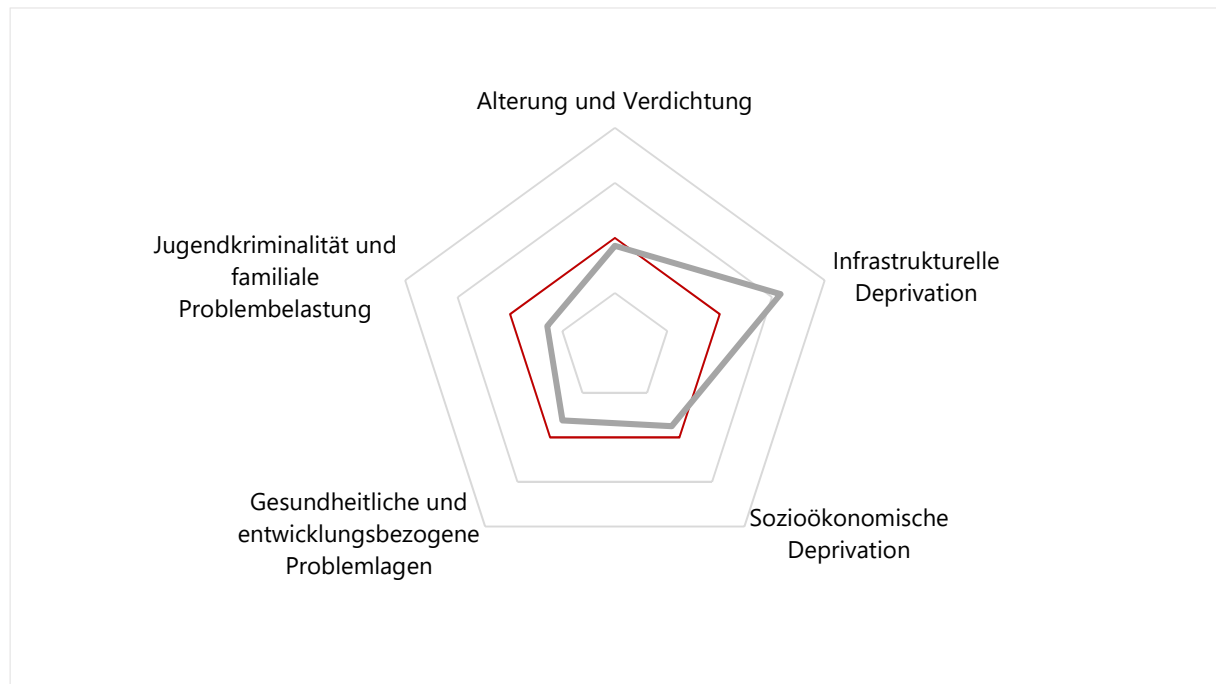 Alterung und Verdichtung
Infrastrukturelle
Deprivation
Sozioökonomische
Deprivation
Gesundheitliche und
entwicklungsbezogene
Problemlagen
Jugendkriminalität und
familiale
Problembelastung